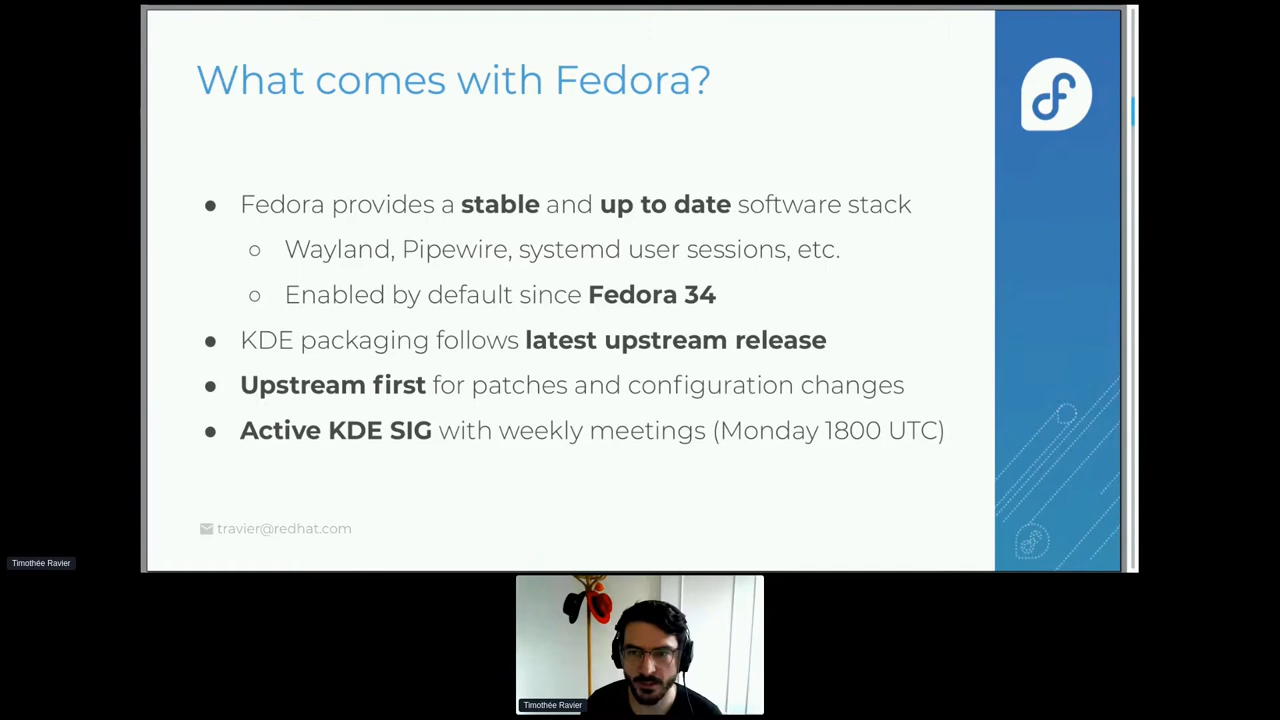 What comes with Fedora?
● Fedora provides a stable and up to date software stack
○ Wayland, Pipewire, systemd user sessions, etc.
○ Enabled by default since Fedora 34
● KDE packaging follows latest upstream release
● Upstream first for patches and configuration changes
● Active KDE SIG with weekly meetings (Monday 1800 UTC)
travier@redhat.com
Timothée Ravier
Timothée Ravier